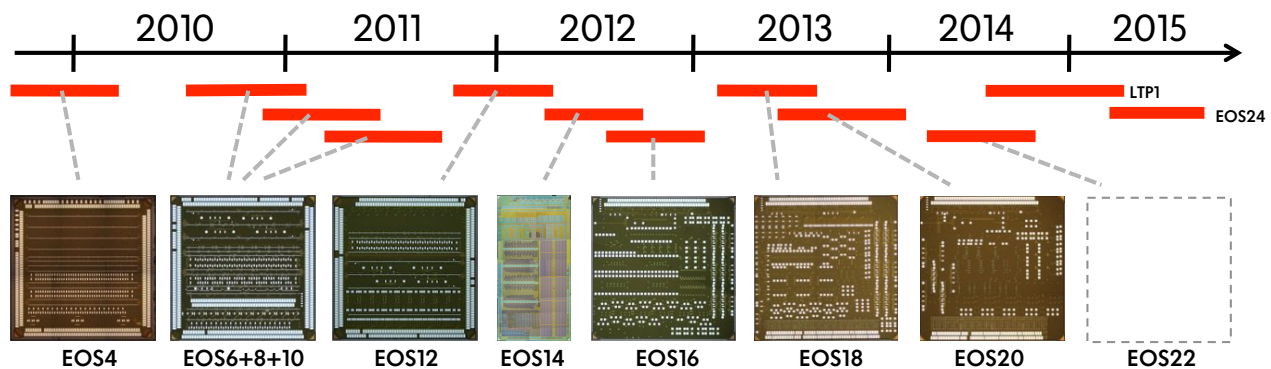 2010 2011 2012 2013 2014 2015
LTP1
EOS24
EOS4 EOS6+8+10 EOS12 EOS14 EOS16 EOS18 EOS20 EOS22